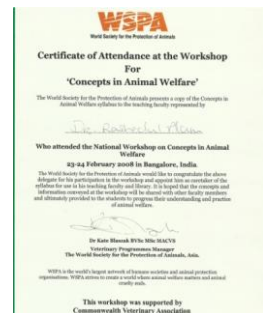 WSPA
World Society for the Protection of Animals
Certificate of Attendance at the Workshop
For
‘Concepts in Animal Welfare’
The World Society for the Protection of Animals presents a copy of the Concepts in
Animal Welfare syllabus to the teaching faculty represented by
Dr.
Who attended the National Workshop on Concepts in Animal
Welfare
23-24 February 2008 in Bangalore, India
The World Society for the Protection of Animals would like to congratulate the above
delegate for his participation in the workshop and appoint him as caretaker of the
syllabus for use in his teaching faculty and library. It is hoped that the concepts and
information conveyed at the workshop will be shared with other faculty members
and ultimately provided to the students to progress their understanding and practice
of animal welfare.
Dr Kate Blaszak BVSc MSc MACVS
Veterinary Programmes Manager
The World Society for the Protection of Animals, Asia.
WSPA is the world's largest network of humane societies and animal protection
organisations. WSPA strives to create a world where animal welfare matters and animal
cruelty ends.
This workshop was supported by
Commonwealth Veterinary Association